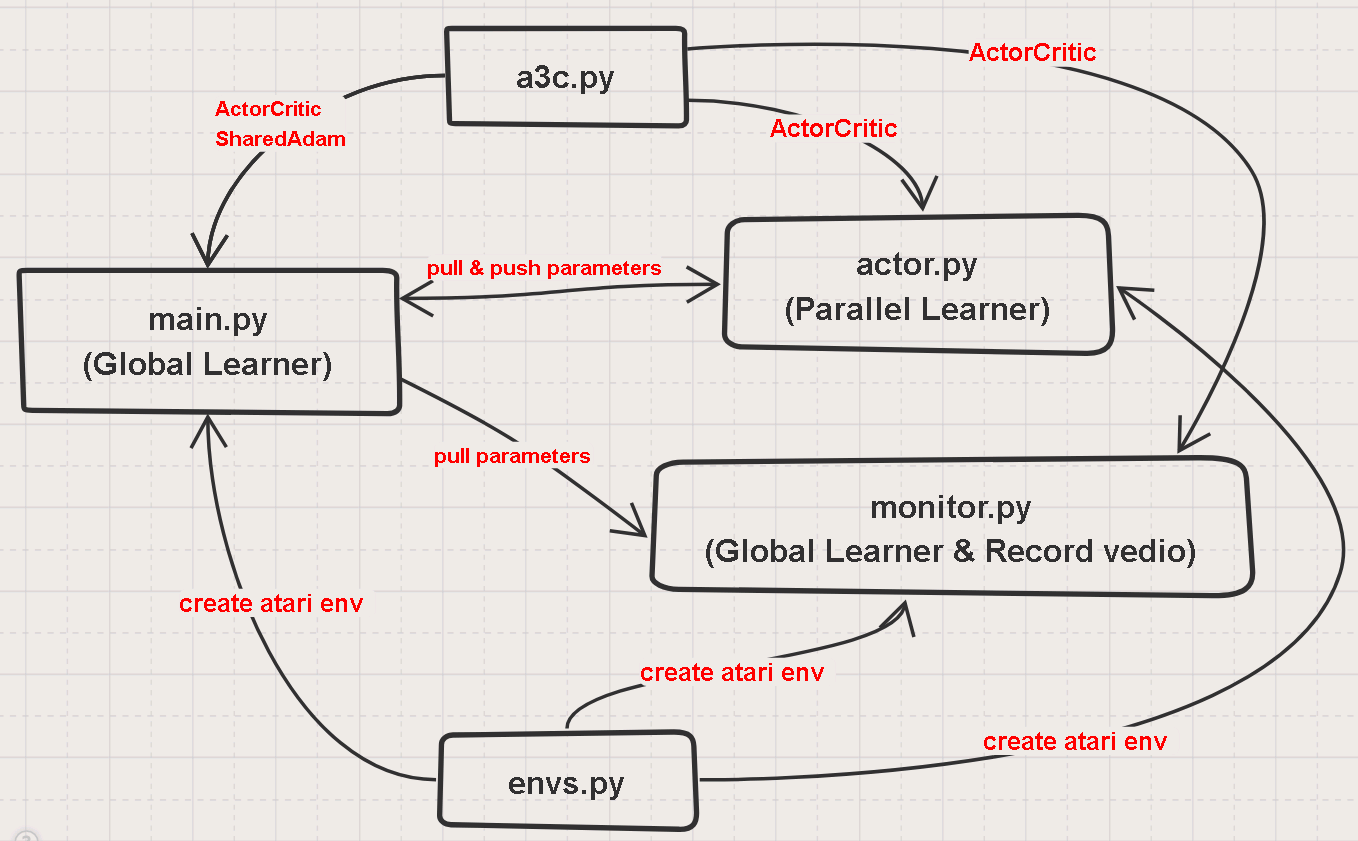 a3c.py
ActorCritic
ActorCritic
SharedAdam
ActorCritic
actor.py
(Parallel Learner)
pull & push parameters
main.py
(Global Learner)
pull parameters
monitor.py
(Global Learner & Record vedio)
create atari env
create atari env
create atari env
envs.py